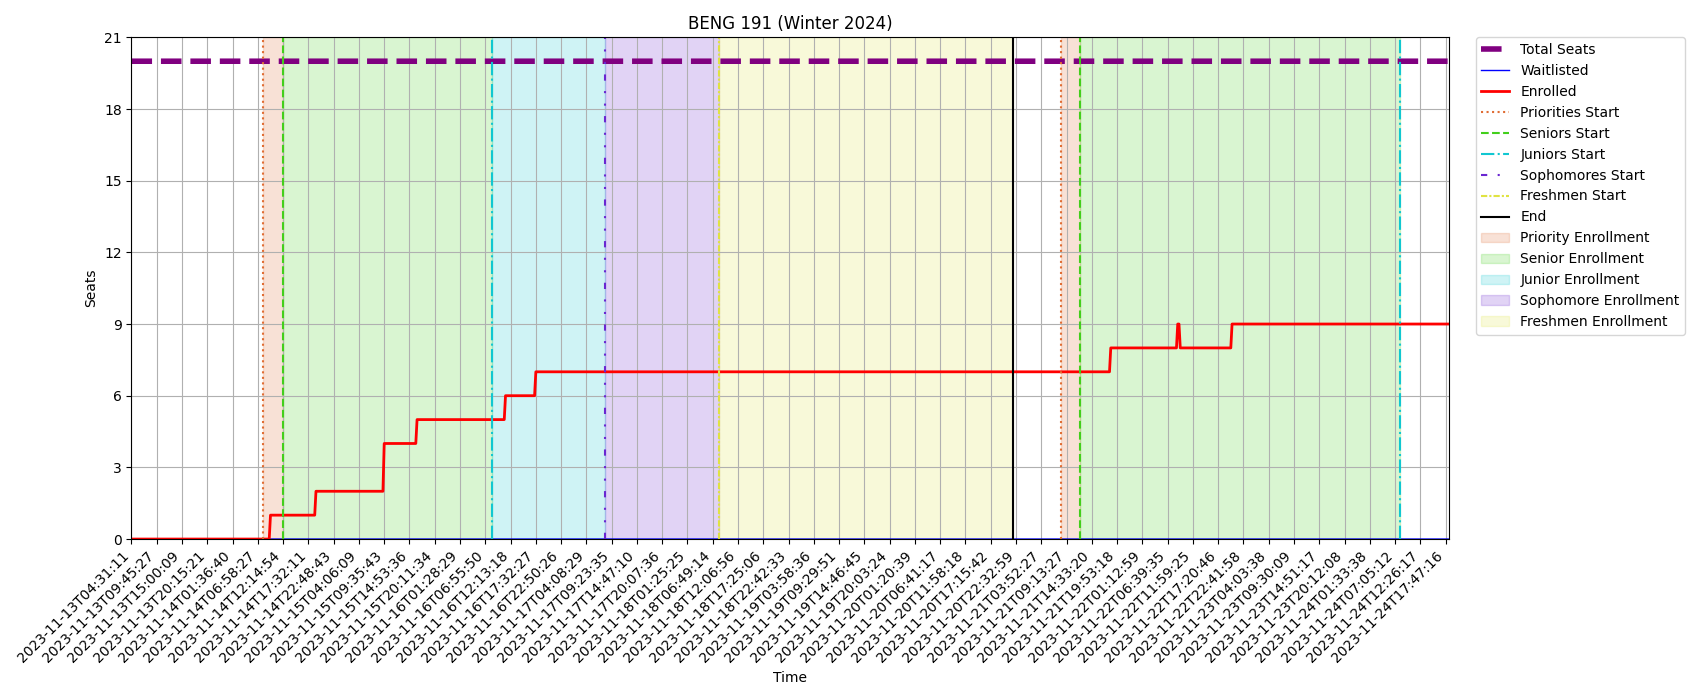 BENG 191 (Winter 2024)
Seats
21
18
15
12
9
6
3
0
2023-11-13T04:31:11
2023-11-13T09:45:27
2023-11-13T15:00:09
2023-11-13T20:15:21
2023-11-14T01:36:40
2023-11-14T06:58:27
2023-11-14T12:14:54
2023-11-14T17:32:11
2023-11-14T22:48:43
2023-11-15T04:06:09
2023-11-15T09:35:43
2023-11-15T14:53:36
2023-11-15T20:11:34
2023-11-16T01:28:29
2023-11-16T06:55:50
2023-11-16T12:13:18
2023-11-16T17:32:27
2023-11-16T22:50:26
2023-11-17T04:08:29
2023-11-17T09:23:35
2023-11-17T14:47:10
2023-11-17T20:07:36
2023-11-18T01:25:25
2023-11-18T06:49:14
2023-11-18T12:06:56
2023-11-18T17:25:06
2023-11-18T22:42:33
2023-11-19T03:58:36
2023-11-19T09:29:51
2023-11-19T14:46:45
2023-11-19T20:03:24
2023-11-20T01:20:39
2023-11-20T06:41:17
2023-11-20T11:58:18
2023-11-20T17:15:42
2023-11-20T22:32:59
2023-11-21T03:52:27
2023-11-21T09:13:27
2023-11-21T14:33:20
2023-11-21T19:53:18
2023-11-22T01:12:59
2023-11-22T06:39:35
2023-11-22T11:59:25
2023-11-22T17:20:46
2023-11-22T22:41:58
2023-11-23T04:03:38
2023-11-23T09:30:09
2023-11-23T14:51:17
2023-11-23T20:12:08
2023-11-24T01:33:38
2023-11-24T07:05:12
2023-11-24T12:26:17
2023-11-24T17:47:16
Time
Total Seats
Waitlisted
Enrolled
Priorities Start
Seniors Start
Juniors Start
Sophomores Start
Freshmen Start
End
Priority Enrollment
Senior Enrollment
Junior Enrollment
Sophomore Enrollment
Freshmen Enrollment